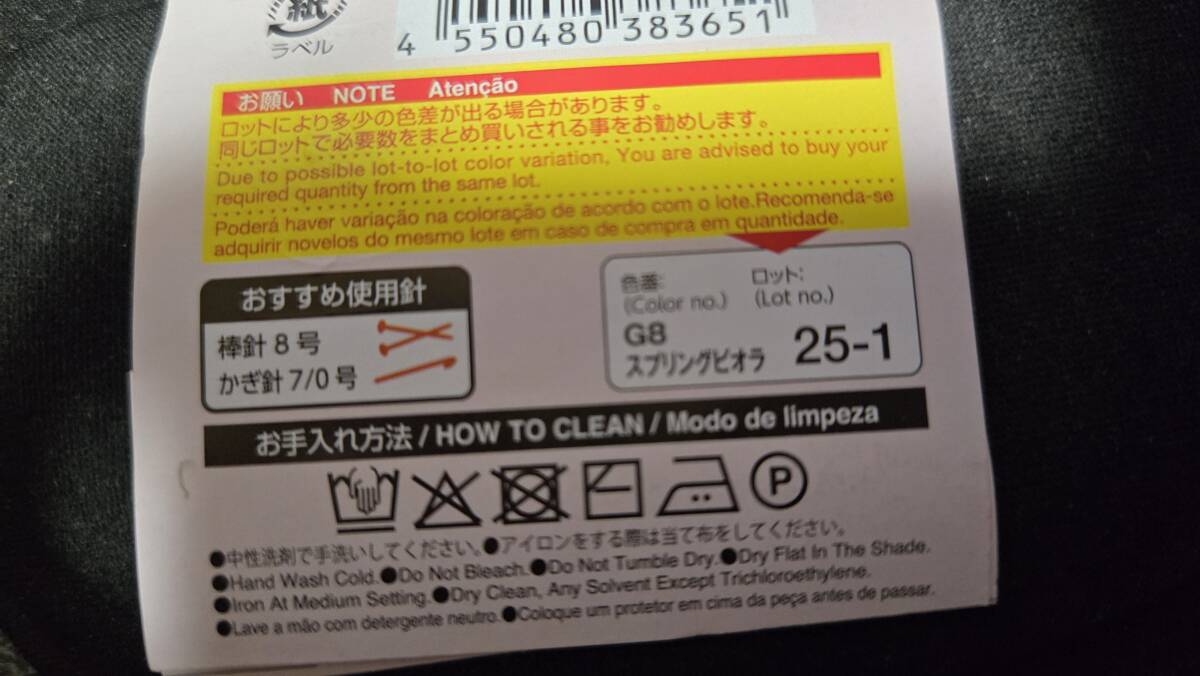 紙
ラベル
4 550480 383651
お願い NOTE Atenção
ロットにより多少の色差が出る場合があります。
同じロットで必要数をまとめ買いされる事をお勧めします。
Due to possible lot-to-lot color variation, You are advised to buy your
required quantity from the same lot.
Poderá haver variação na coloração de acordo com o lote.Recomenda-se
adquirir novelos do mesmo lote em caso de compra em quantidade.
おすすめ使用針
棒針 8 号
かぎ針 7/0 号
色番: ロット:
(Color no.) (Lot no.)
G8
スプリングビオラ 25-1
お手入れ方法 / HOW TO CLEAN / Modo de limpeza
P
●中性洗剤で手洗いしてください。●アイロンをする際は当て布をしてください。
●Hand Wash Cold.●Do Not Bleach.●Do Not Tumble Dry.●Dry Flat In The Shade.
●Iron At Medium Setting.●Dry Clean, Any Solvent Except Trichloroethylene.
●Lave a mão com detergente neutro.●Coloque um protetor em cima da peça antes de passar.